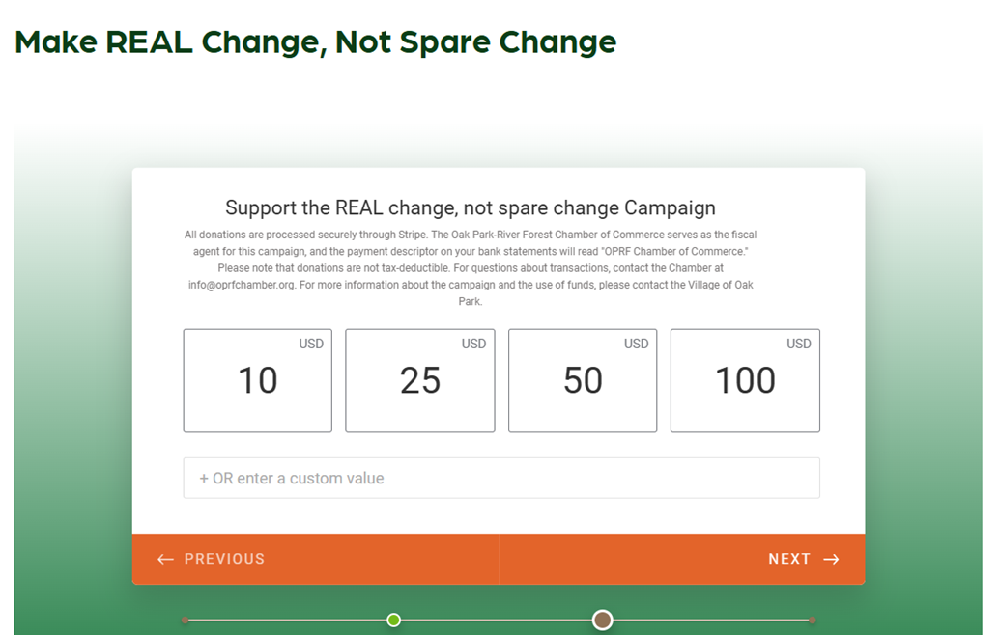 Make REAL Change, Not Spare Change
Support the REAL change, not spare change Campaign
All donations are processed securely through Stripe. The Oak Park-River Forest Chamber of Commerce serves as the fiscal
agent for this campaign, and the payment descriptor on your bank statements will read "OPRF Chamber of Commerce."
Please note that donations are not tax-deductible. For questions about transactions, contact the Chamber at
info@oprfchamber.org. For more information about the campaign and the use of funds, please contact the Village of Oak
Park.
USD USD USD USD
10 25 50 100
+ OR enter a custom value
← PREVIOUS NEXT →